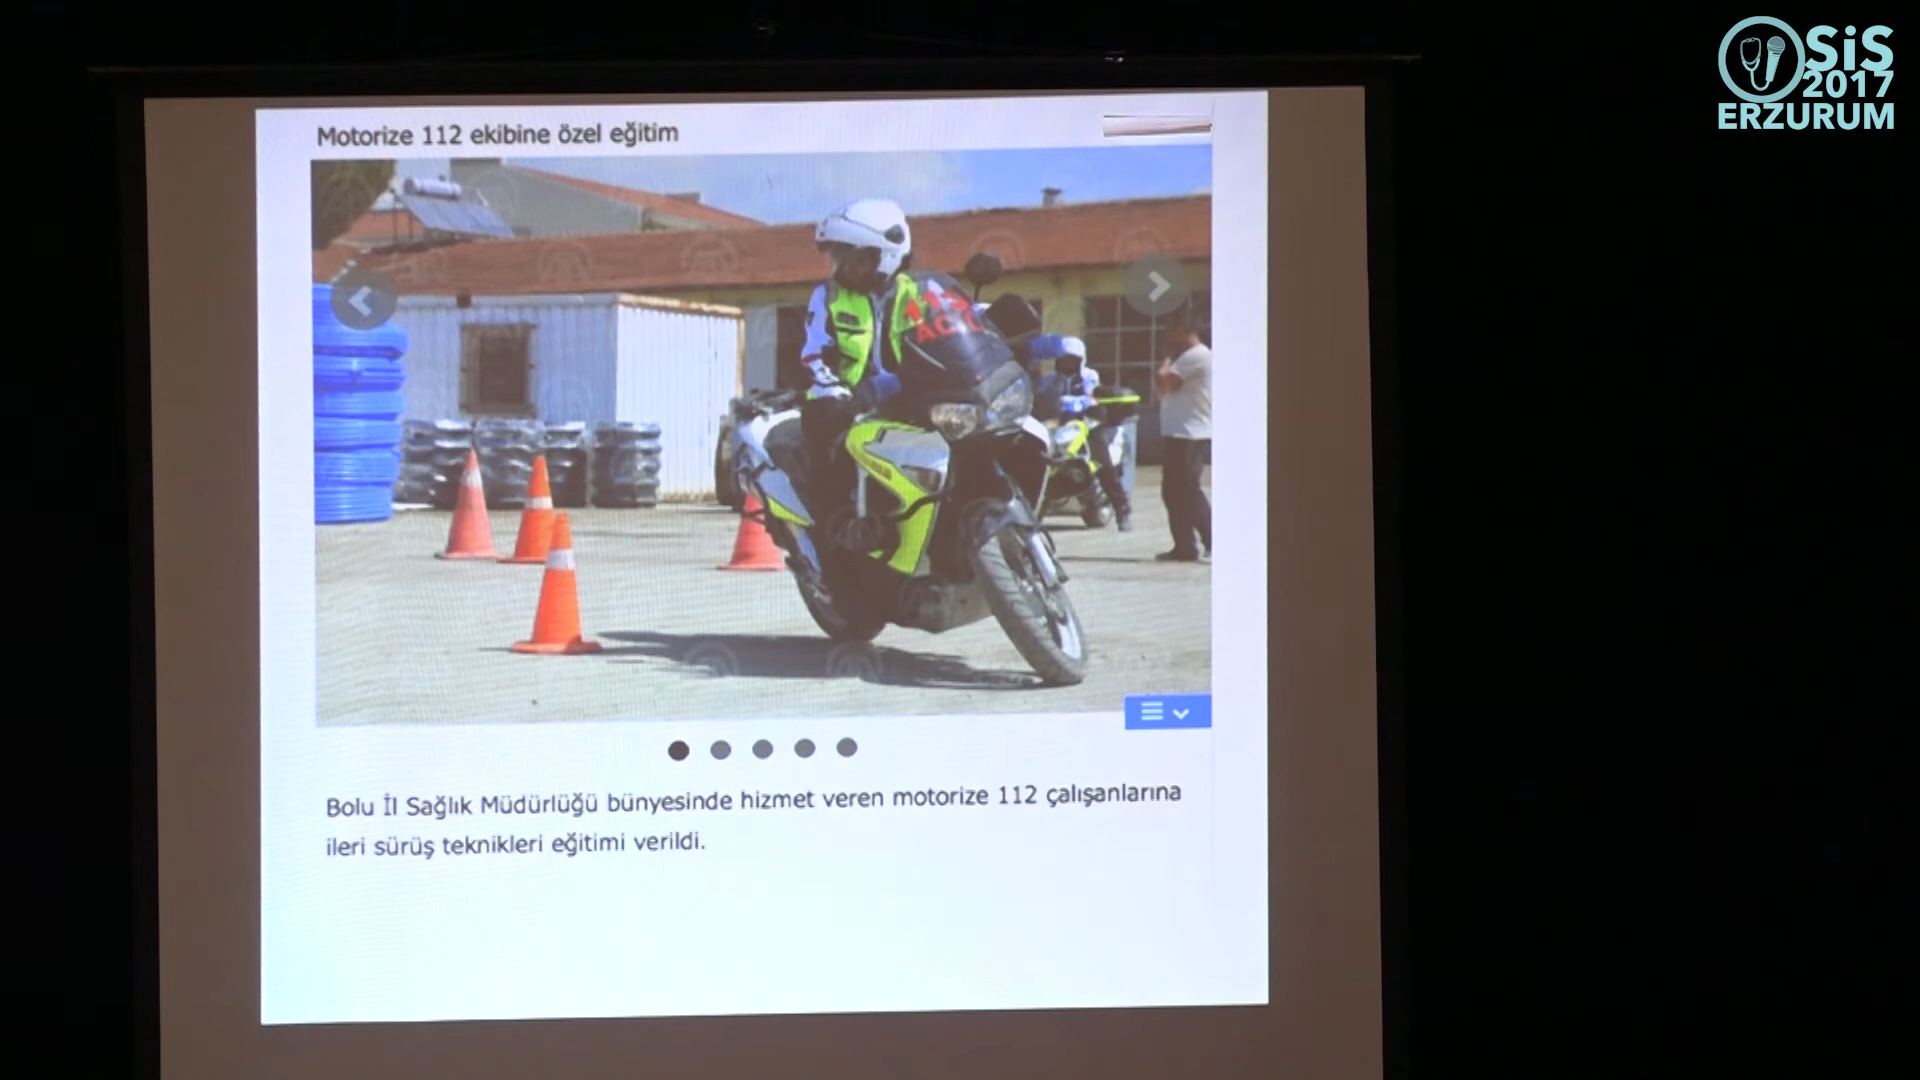 SiS
2017
ERZURUM
Motorize 112 ekibine özel eğitim
112
ACİL
Bolu İl Sağlık Müdürlüğü bünyesinde hizmet veren motorize 112 çalışanlarına
ileri sürüş teknikleri eğitimi verildi.